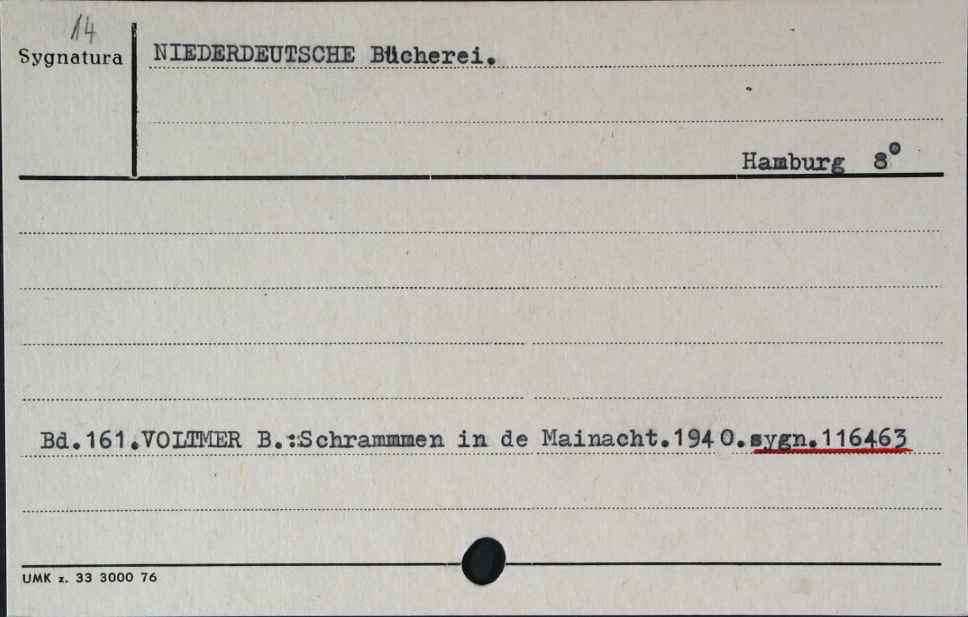 14
Sygnatura
NIEDERDEUTSCHE Bücherei.
Hamburg 8°
Bd.161.VOLTMER B.:Schrammmen in de Mainacht.1940.sygn.116463
UMK z. 33 3000 76